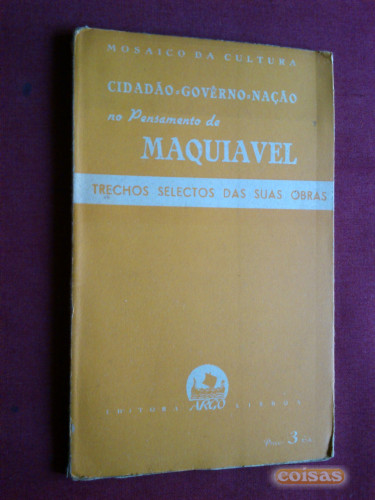 MOSAICO DA CULTURA
CIDADÃO-GOVÊRNO-NAÇÃO
no Pensamento de
MAQUIAVEL
TRECHOS SELECTOS DAS SUAS OBRAS
EDITORA ARGO LISBOA
3
coisas